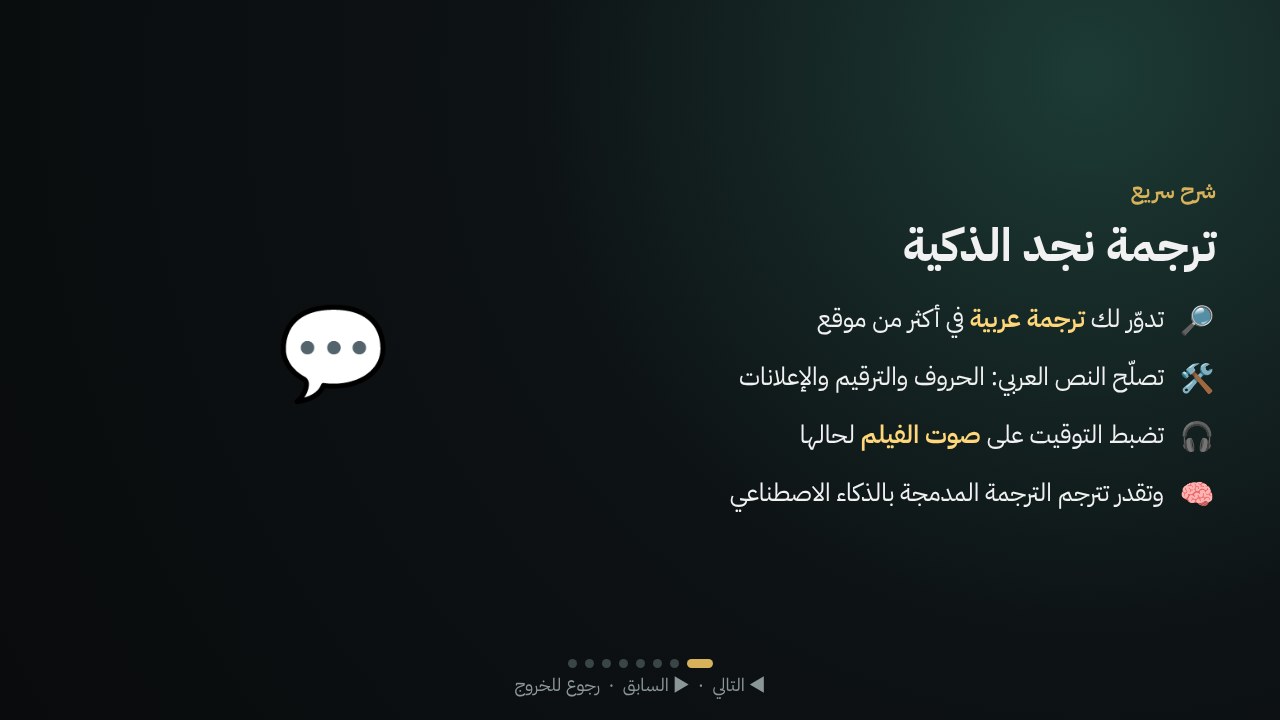 شرح سريع
ترجمة نجد الذكية
تدوّر لك ترجمة عربية في أكثر من موقع
تصلّح النص العربي: الحروف والترقيم والإعلانات
تضبط التوقيت على صوت الفيلم لحالها
وتقدر تترجم الترجمة المدمجة بالذكاء الاصطناعي
◀ التالي · ▶ السابق · رجوع للخروج